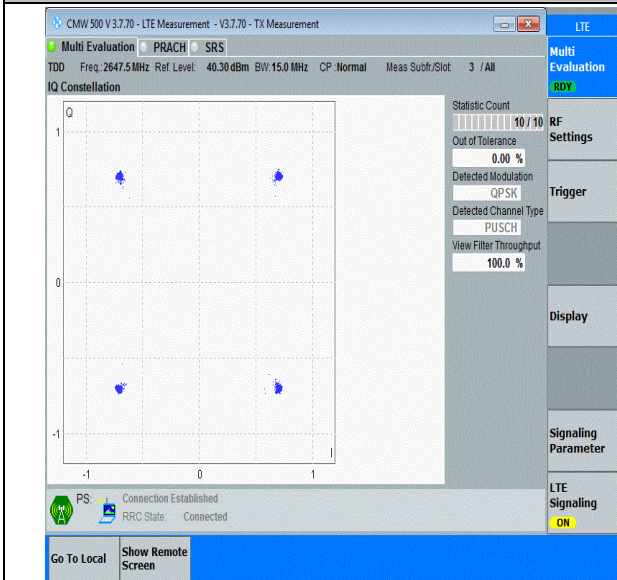 CMW 500 V 3.7.70 - LTE Measurement - V3.7.70 - TX Measurement
LTE
Multi Evaluation PRACH SRS
Multi
Evaluation
RDY
TDD Freq.:2647.5 MHz Ref. Level: 40.30 dBm BW:15.0 MHz CP :Normal Meas Subfr./Slot: 3 / All
IQ Constellation
Q
1
0
-1
-1 0 1
I
Statistic Count
10 / 10
Out of Tolerance
0.00 %
Detected Modulation
QPSK
Detected Channel Type
PUSCH
View Filter Throughput
100.0 %
RF
Settings
Trigger
Display
Signaling
Parameter
LTE
Signaling
ON
PS: Connection Established
RRC State: Connected
Go To Local
Show Remote
Screen